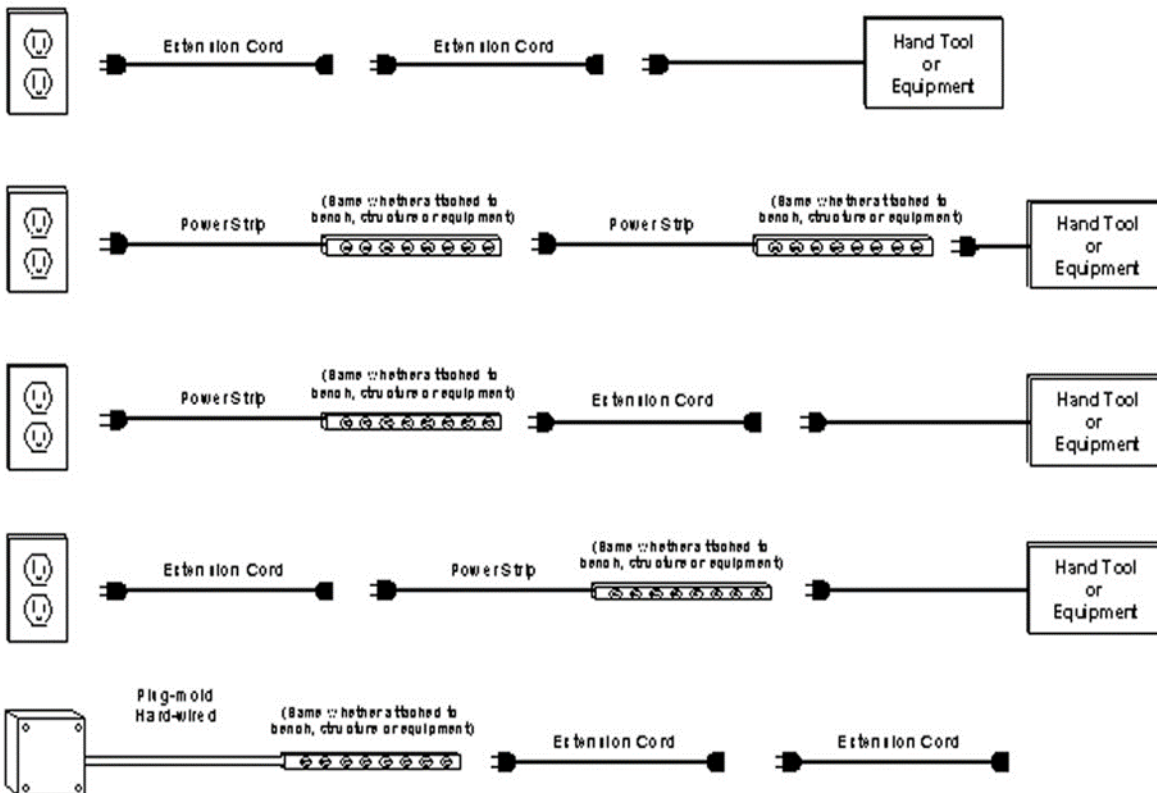 Extension Cord
Extension Cord
Hand Tool
or
Equipment
Power Strip
(Same whether attached to
bench, structure or equipment)
Power Strip
(Same whether attached to
bench, structure or equipment)
Hand Tool
or
Equipment
Power Strip
(Same whether attached to
bench, structure or equipment)
Extension Cord
Hand Tool
or
Equipment
Extension Cord
Power Strip
(Same whether attached to
bench, structure or equipment)
Hand Tool
or
Equipment
Plug-mold
Hard-wired
(Same whether attached to
bench, structure or equipment)
Extension Cord
Extension Cord